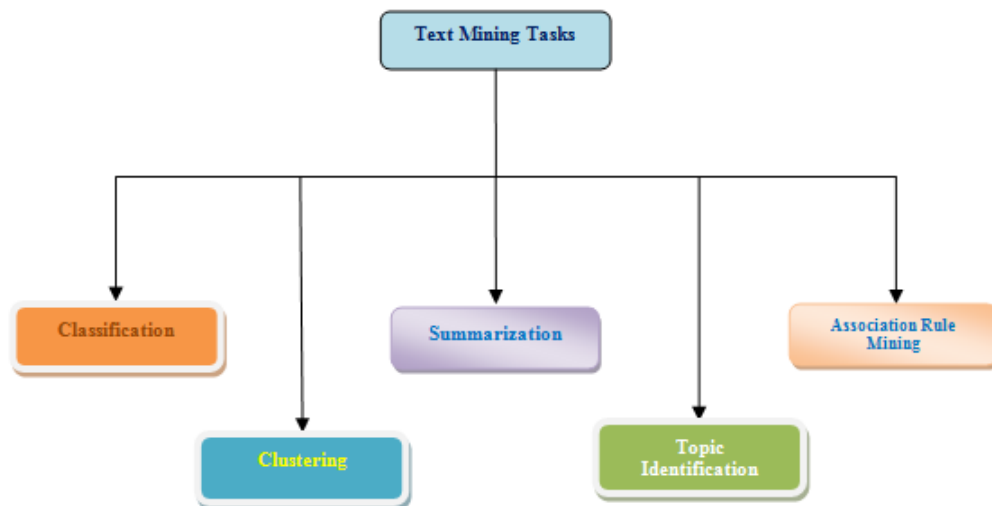 Text Mining Tasks
Classification
Summarization
Association Rule
Mining
Clustering
Topic
Identification